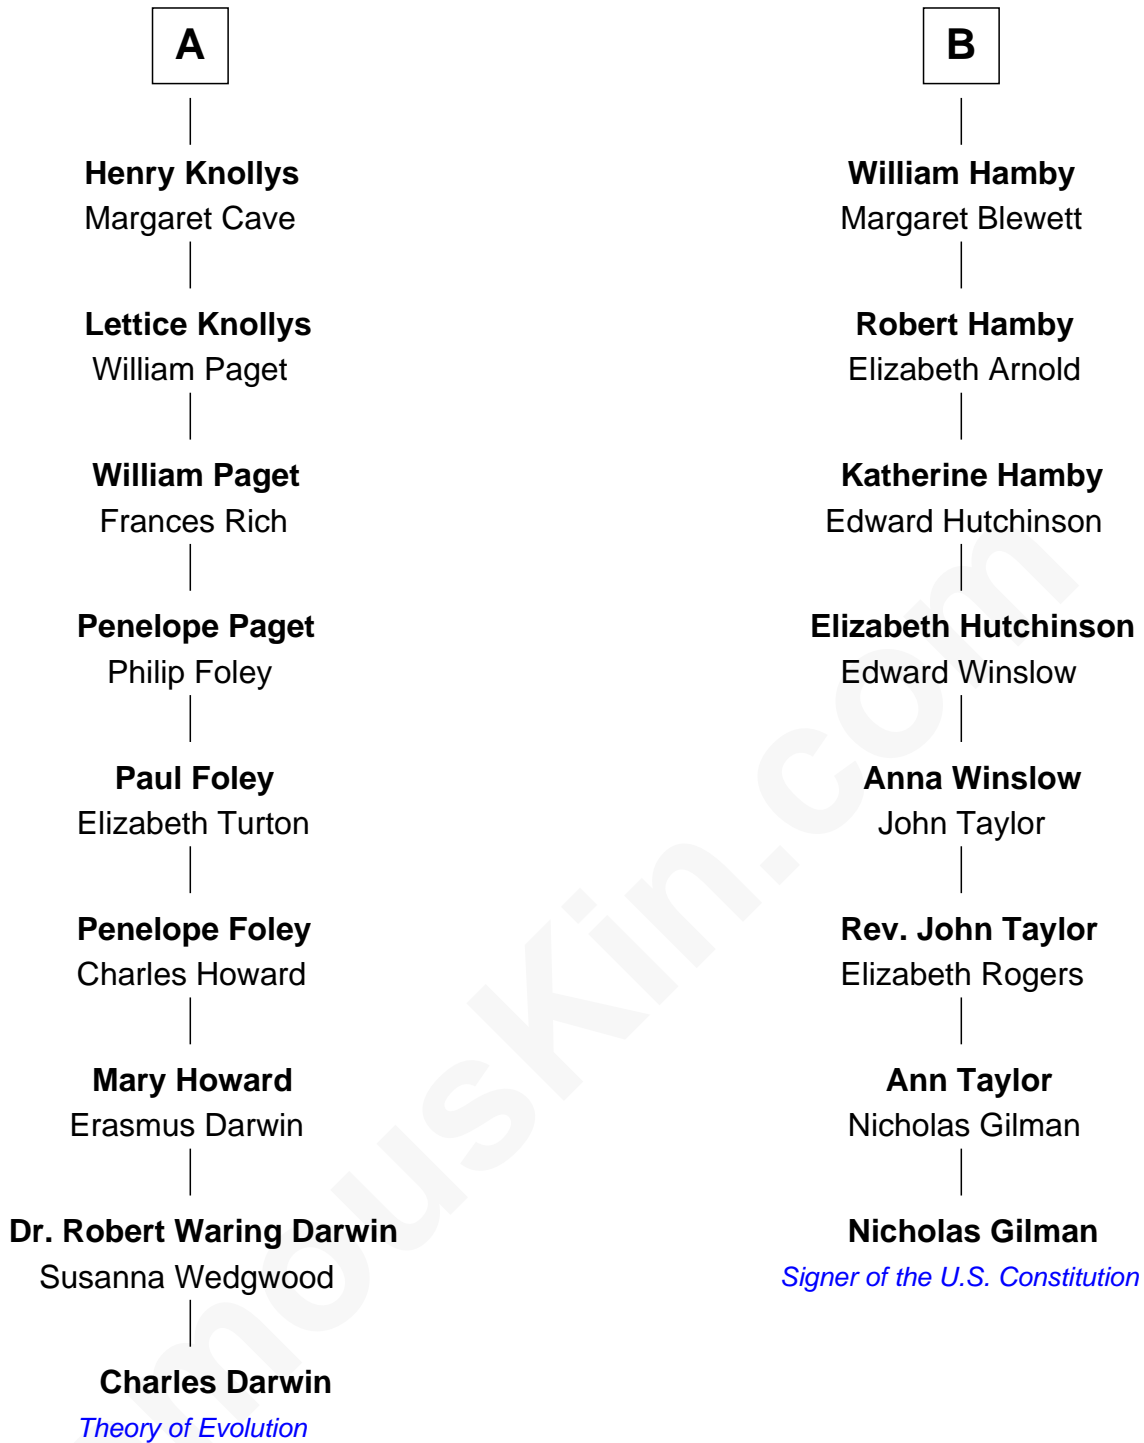 A
Henry Knollys
Margaret Cave
Lettice Knollys
William Paget
William Paget
Frances Rich
Penelope Paget
Philip Foley
Paul Foley
Elizabeth Turton
Penelope Foley
Charles Howard
Mary Howard
Erasmus Darwin
Dr. Robert Waring Darwin
Susanna Wedgwood
Charles Darwin
Theory of Evolution
B
William Hamby
Margaret Blewett
Robert Hamby
Elizabeth Arnold
Katherine Hamby
Edward Hutchinson
Elizabeth Hutchinson
Edward Winslow
Anna Winslow
John Taylor
Rev. John Taylor
Elizabeth Rogers
Ann Taylor
Nicholas Gilman
Nicholas Gilman
Signer of the U.S. Constitution
mousKin.com